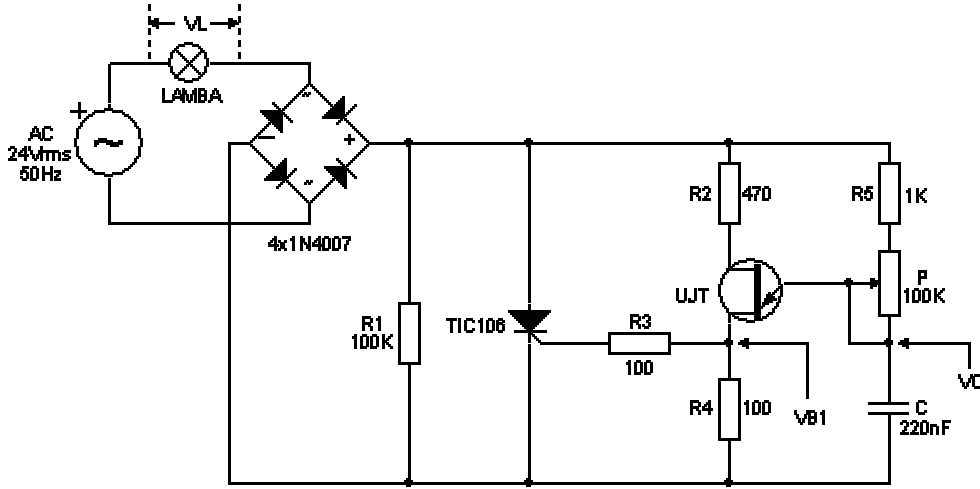 VL
LAMBA
+
AC
24Vrms
50Hz
~
~
−
+
~
4x1N4007
R1
100K
TIC106
R2
470
UJT
R3
100
R4
100
VB1
R5
1K
P
100K
VC
C
220nF